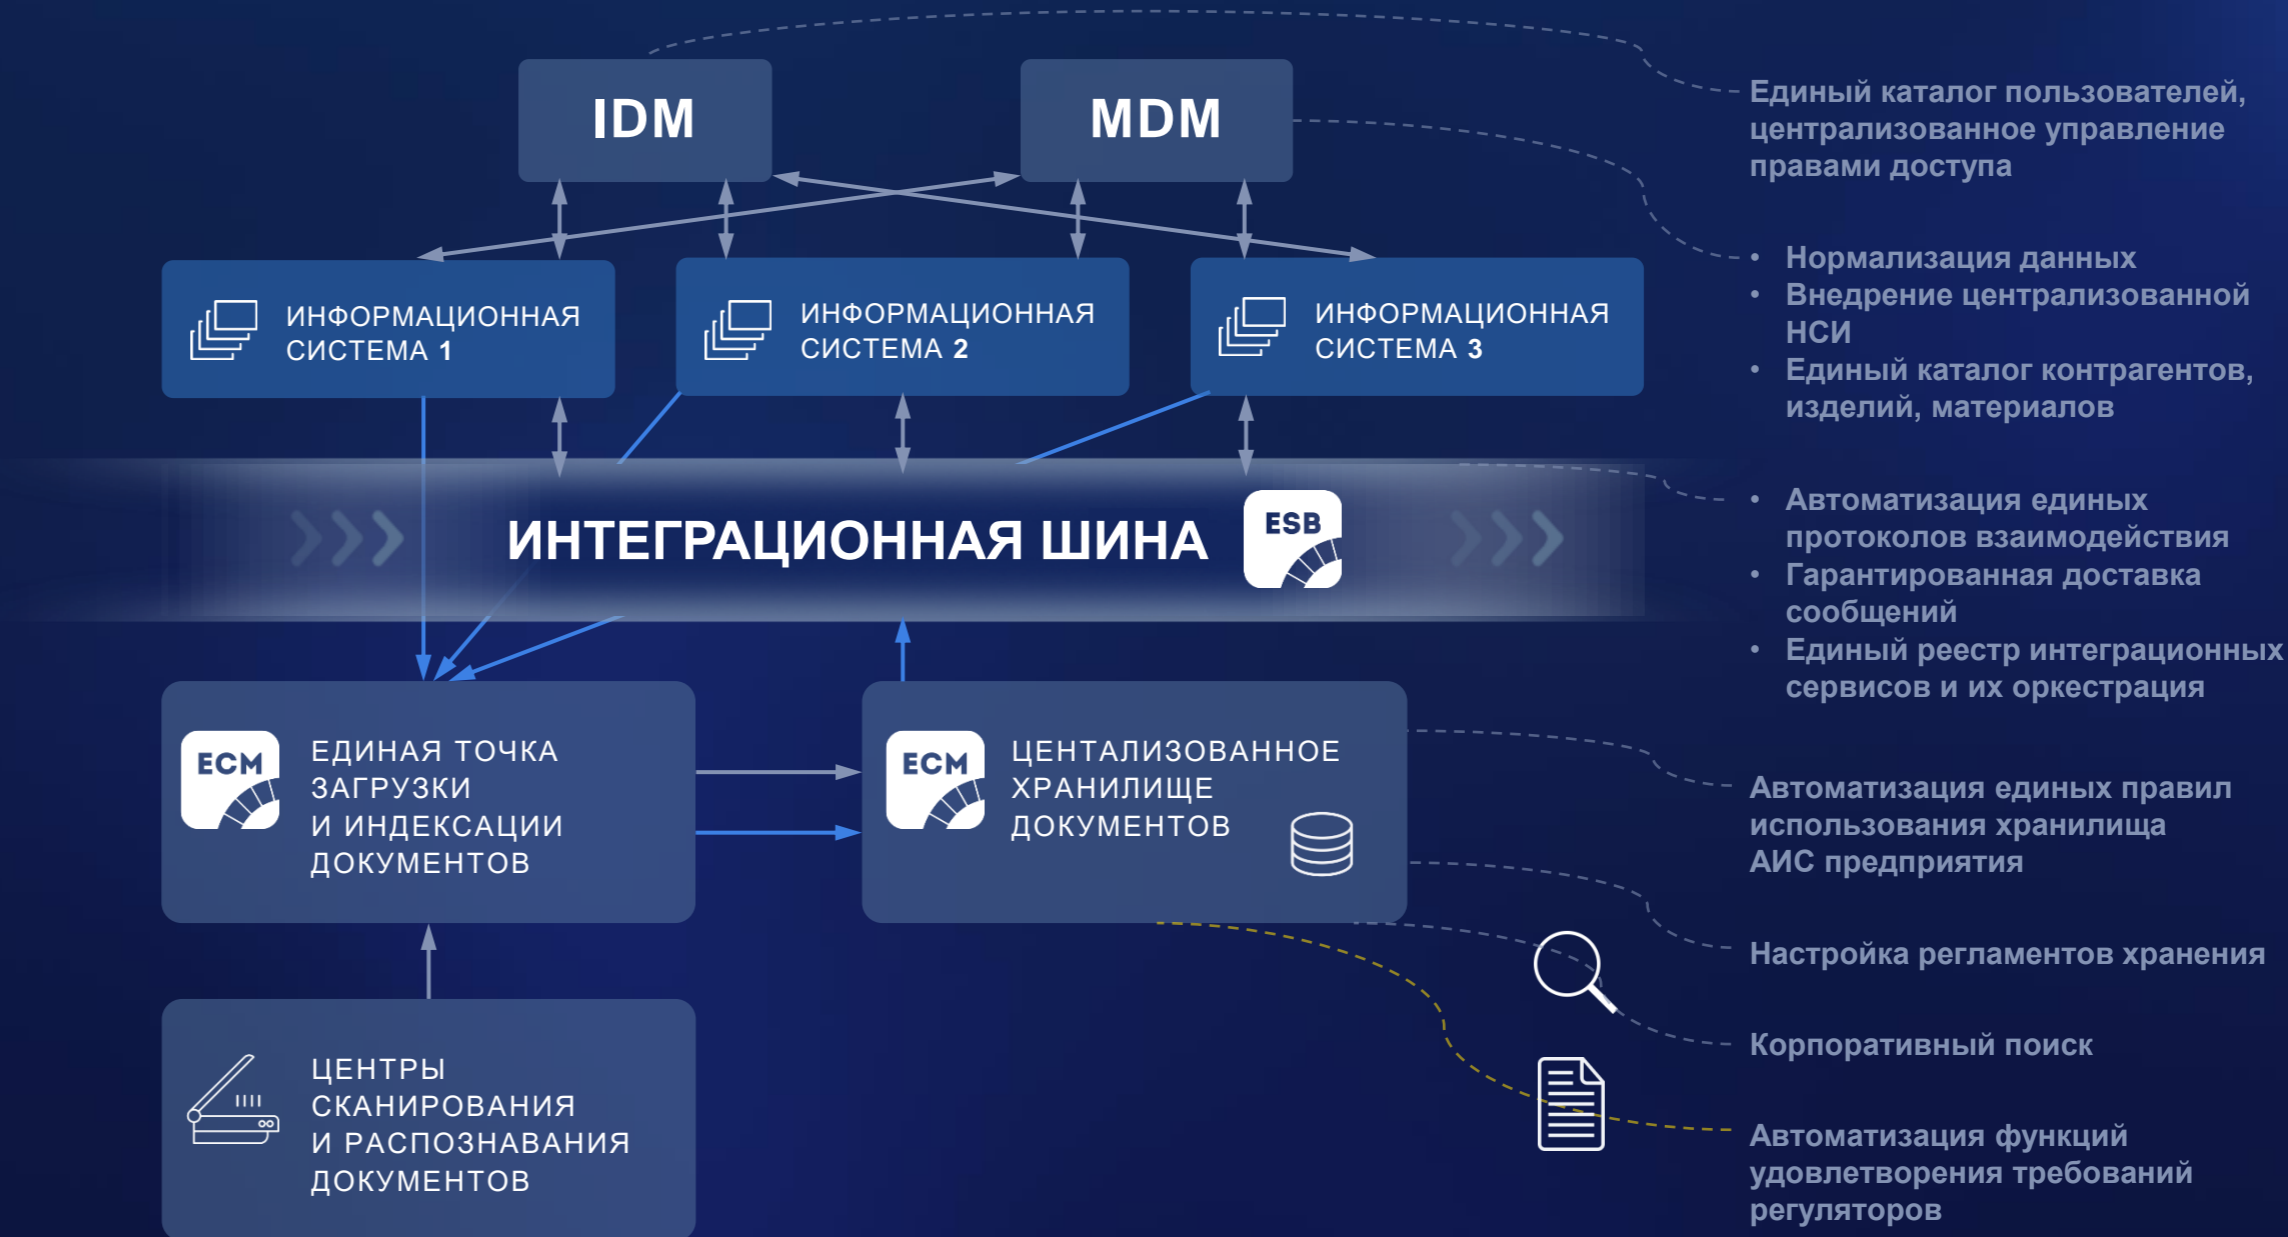 IDM
MDM
ИНФОРМАЦИОННАЯ
СИСТЕМА 1
ИНФОРМАЦИОННАЯ
СИСТЕМА 2
ИНФОРМАЦИОННАЯ
СИСТЕМА 3
ИНТЕГРАЦИОННАЯ ШИНА
ESB
ECM
ЕДИНАЯ ТОЧКА
ЗАГРУЗКИ
И ИНДЕКСАЦИИ
ДОКУМЕНТОВ
ECM
ЦЕНТАЛИЗОВАННОЕ
ХРАНИЛИЩЕ
ДОКУМЕНТОВ
ЦЕНТРЫ
СКАНИРОВАНИЯ
И РАСПОЗНАВАНИЯ
ДОКУМЕНТОВ
Единый каталог пользователей,
централизованное управление
правами доступа
• Нормализация данных
• Внедрение централизованной
НСИ
• Единый каталог контрагентов,
изделий, материалов
• Автоматизация единых
протоколов взаимодействия
• Гарантированная доставка
сообщений
• Единый реестр интеграционных
сервисов и их оркестрация
Автоматизация единых правил
использования хранилища
АИС предприятия
Настройка регламентов хранения
Корпоративный поиск
Автоматизация функций
удовлетворения требований
регуляторов